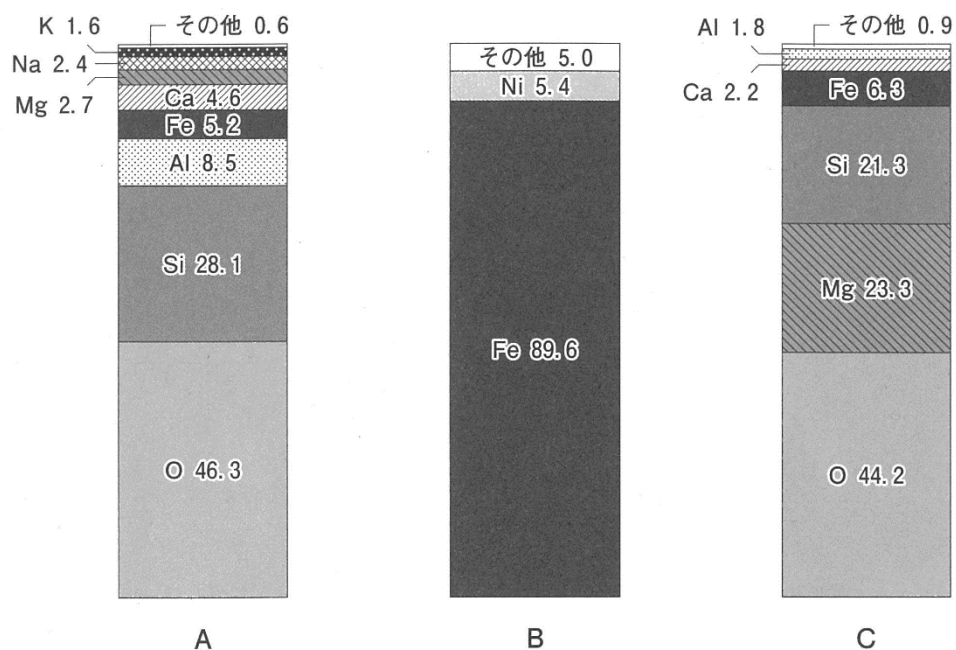 K 1.6
その他 0.6
Na 2.4
Mg 2.7
Ca 4.6
Fe 5.2
Al 8.5
Si 28.1
O 46.3
A
その他 5.0
Ni 5.4
Fe 89.6
B
Al 1.8
その他 0.9
Ca 2.2
Fe 6.3
Si 21.3
Mg 23.3
O 44.2
C